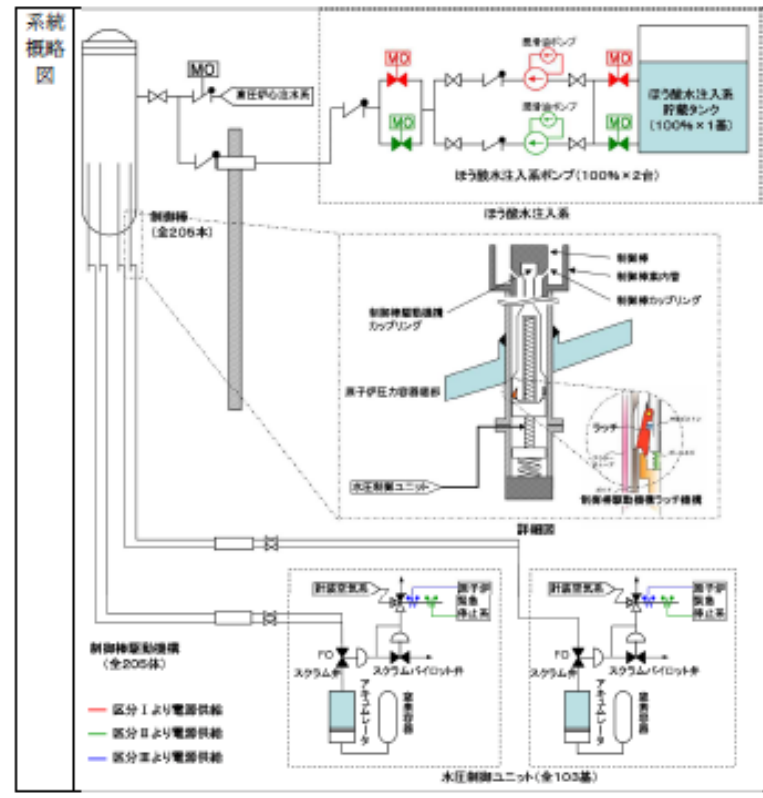 系統
概略
図
MO
高圧炉心注水系
MO
潤滑油ポンプ
MO
MO
潤滑油ポンプ
MO
ほう酸水注入系
貯蔵タンク
(100%×1基)
ほう酸水注入系ポンプ(100%×2台)
ほう酸水注入系
制御棒
(全205本)
制御棒
制御棒案内管
制御棒カップリング
制御棒駆動機構
カップリング
原子炉圧力容器底部
ラッチ
水圧制御ユニット
制御棒駆動機構ラッチ機構
詳細図
計装空気系
原子炉
緊急
停止系
FO
スクラム弁
スクラムパイロット弁
アキュムレータ
窒素容器
計装空気系
原子炉
緊急
停止系
FO
スクラム弁
スクラムパイロット弁
アキュムレータ
窒素容器
制御棒駆動機構
(全205体)
区分Ⅰより電源供給
区分Ⅱより電源供給
区分Ⅲより電源供給
水圧制御ユニット(全103基)